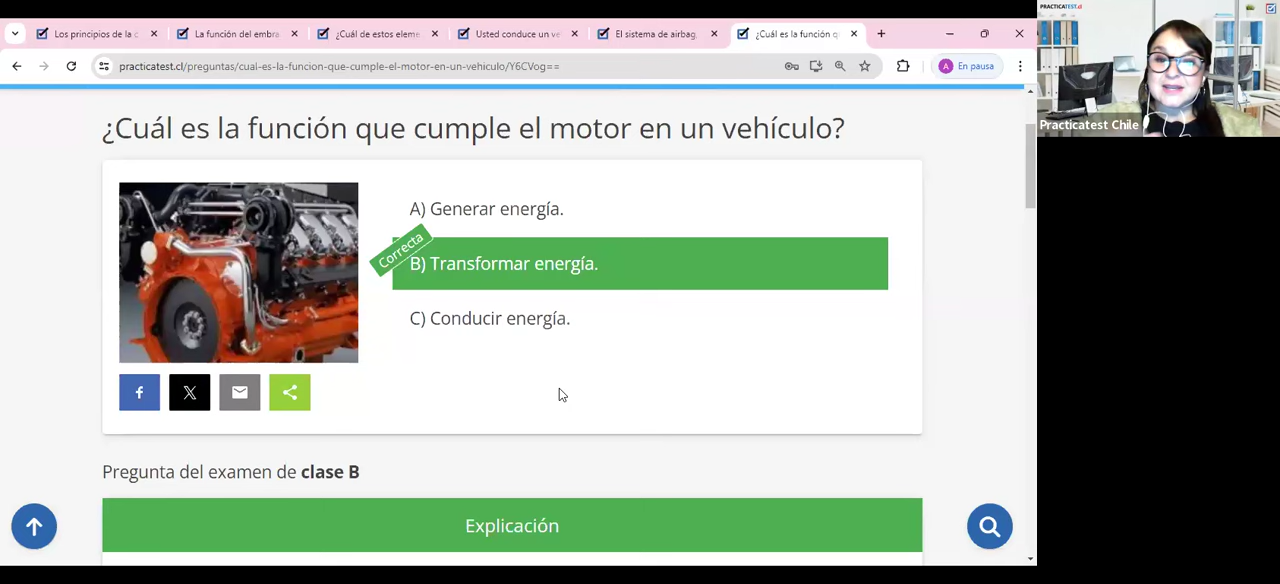 Los principios de la c
La función del embra
¿Cuál de estos eleme
Usted conduce un ve
El sistema de airbag
¿Cuál es la función q
practicatest.cl/preguntas/cual-es-la-funcion-que-cumple-el-motor-en-un-vehiculo/Y6CVog==
A
En pausa
PRACTICATEST.cl
Practicatest Chile
¿Cuál es la función que cumple el motor en un vehículo?
A) Generar energía.
Correcta
B) Transformar energía.
C) Conducir energía.
Pregunta del examen de clase B
Explicación